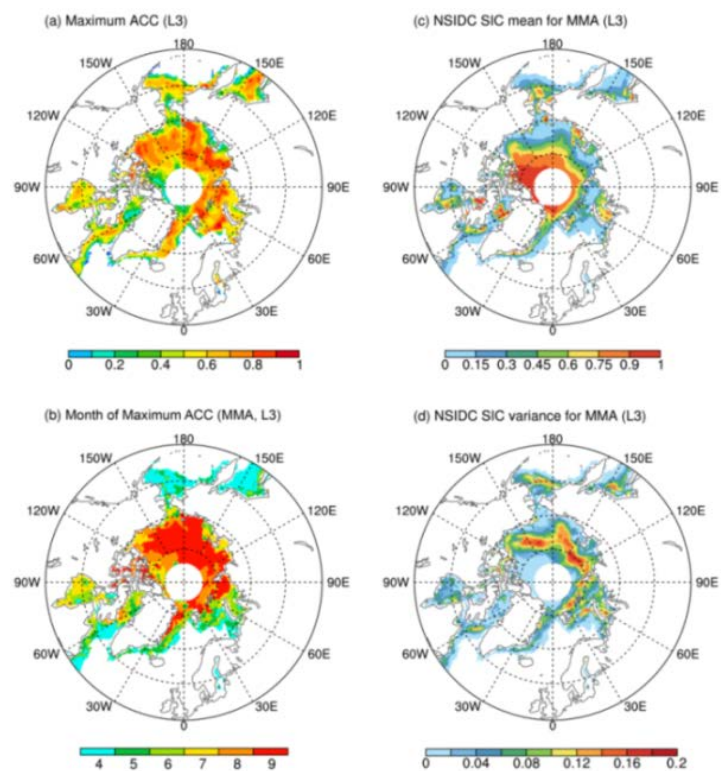 (a) Maximum ACC (L3)
180
150W 150E
120W 120E
90W 90E
60W 60E
30W 30E
0
0 0.2 0.4 0.6 0.8 1
(c) NSIDC SIC mean for MMA (L3)
180
150W 150E
120W 120E
90W 90E
60W 60E
30W 30E
0
0 0.15 0.3 0.45 0.6 0.75 0.9 1
(b) Month of Maximum ACC (MMA, L3)
180
150W 150E
120W 120E
90W 90E
60W 60E
30W 30E
0
4 5 6 7 8 9
(d) NSIDC SIC variance for MMA (L3)
180
150W 150E
120W 120E
90W 90E
60W 60E
30W 30E
0
0 0.04 0.08 0.12 0.16 0.2